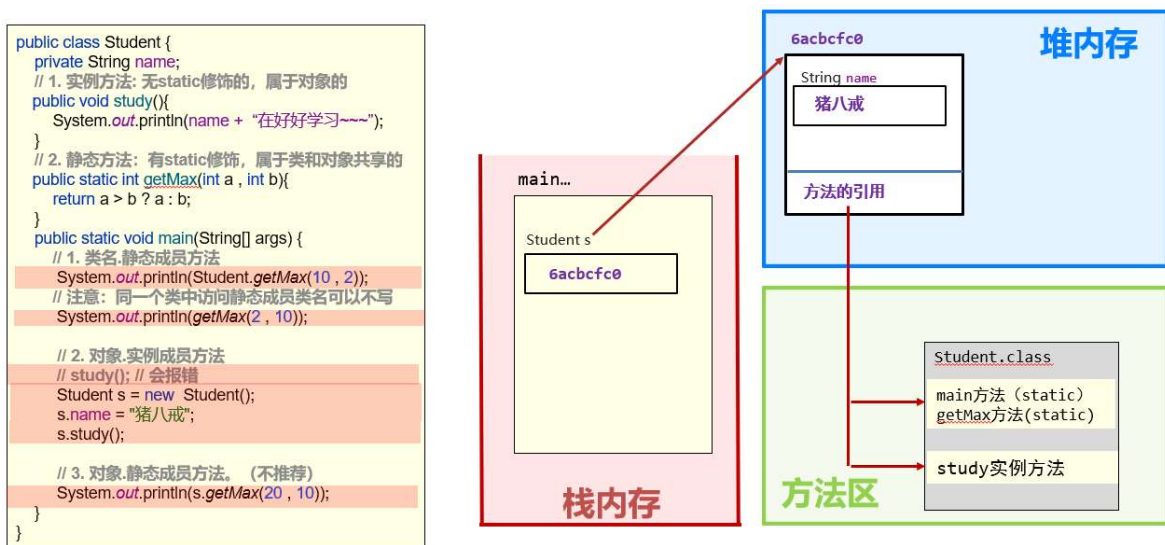 public class Student {
private String name;
// 1. 实例方法: 无static修饰的，属于对象的
public void study(){
System.out.println(name + “在好好学习~~~”);
}
// 2. 静态方法：有static修饰，属于类和对象共享的
public static int getMax(int a , int b){
return a > b ? a : b;
}
public static void main(String[] args) {
// 1. 类名.静态成员方法
System.out.println(Student.getMax(10 , 2));
// 注意：同一个类中访问静态成员类名可以不写
System.out.println(getMax(2 , 10));
// 2. 对象.实例成员方法
// study(); // 会报错
Student s = new Student();
s.name = "猪八戒";
s.study();
// 3. 对象.静态成员方法。（不推荐）
System.out.println(s.getMax(20 , 10));
}
}
main…
Student s
6acbcfc0
栈内存
6acbcfc0
堆内存
String name
猪八戒
方法的引用
Student.class
main方法（static）
getMax方法(static)
study实例方法
方法区